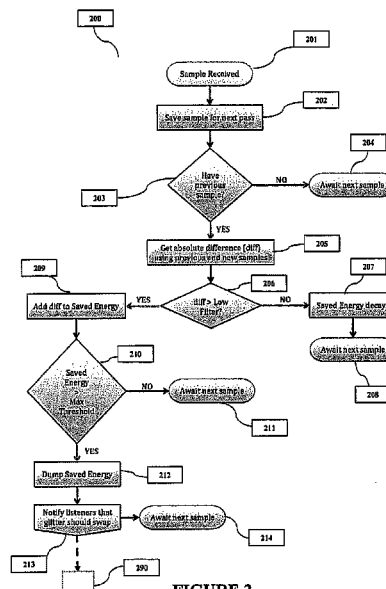 200
201
Sample Received
202
Save sample for next pass
204
Have
previous
sample?
NO
Await next sample
203
YES
205
Get absolute difference (diff)
using previous and new samples
209
206
207
Add diff to Saved Energy
YES
diff > Low
Filter?
NO
Saved Energy decay
210
Await next sample
208
Saved
Energy
Max
Threshold
NO
Await next sample
211
YES
212
Dump Saved Energy
Notify listeners that
glitter should swap
Await next sample
213
214
290
FIGURE 2